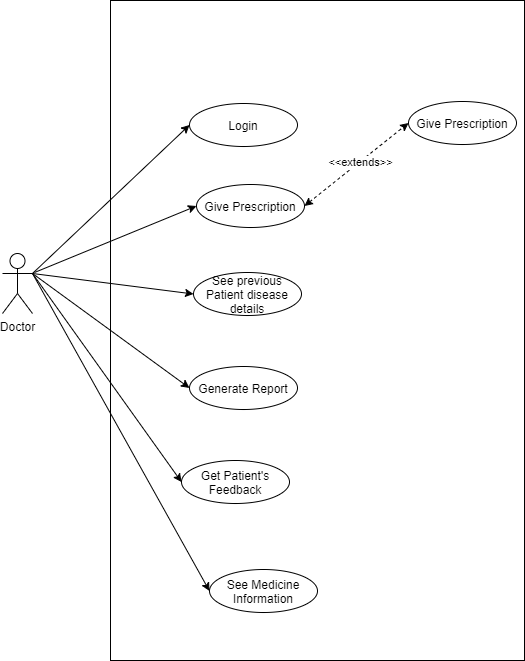 Login
Give Prescription
<<extends>>
Give Prescription
See previous
Patient disease
details
Doctor
Generate Report
Get Patient's
Feedback
See Medicine
Information